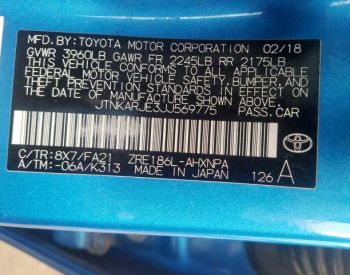 MFD.BY: TOYOTA MOTOR CORPORATION 02/18
GVWR 3960LB GAWR FR 2245LB RR 2175LB
THIS VEHICLE CONFORMS TO ALL APPLICABLE
FEDERAL MOTOR VEHICLE SAFETY, BUMPER, AND
THEFT PREVENTION STANDARDS IN EFFECT ON
THE DATE OF MANUFACTURE SHOWN ABOVE.
JTNKARJE3JJ569775 PASS.CAR
C/TR: 8X7/FA21 ZRE186L-AHXNPA
A/TM: -06A/K313 MADE IN JAPAN
126 A
TOYOTA